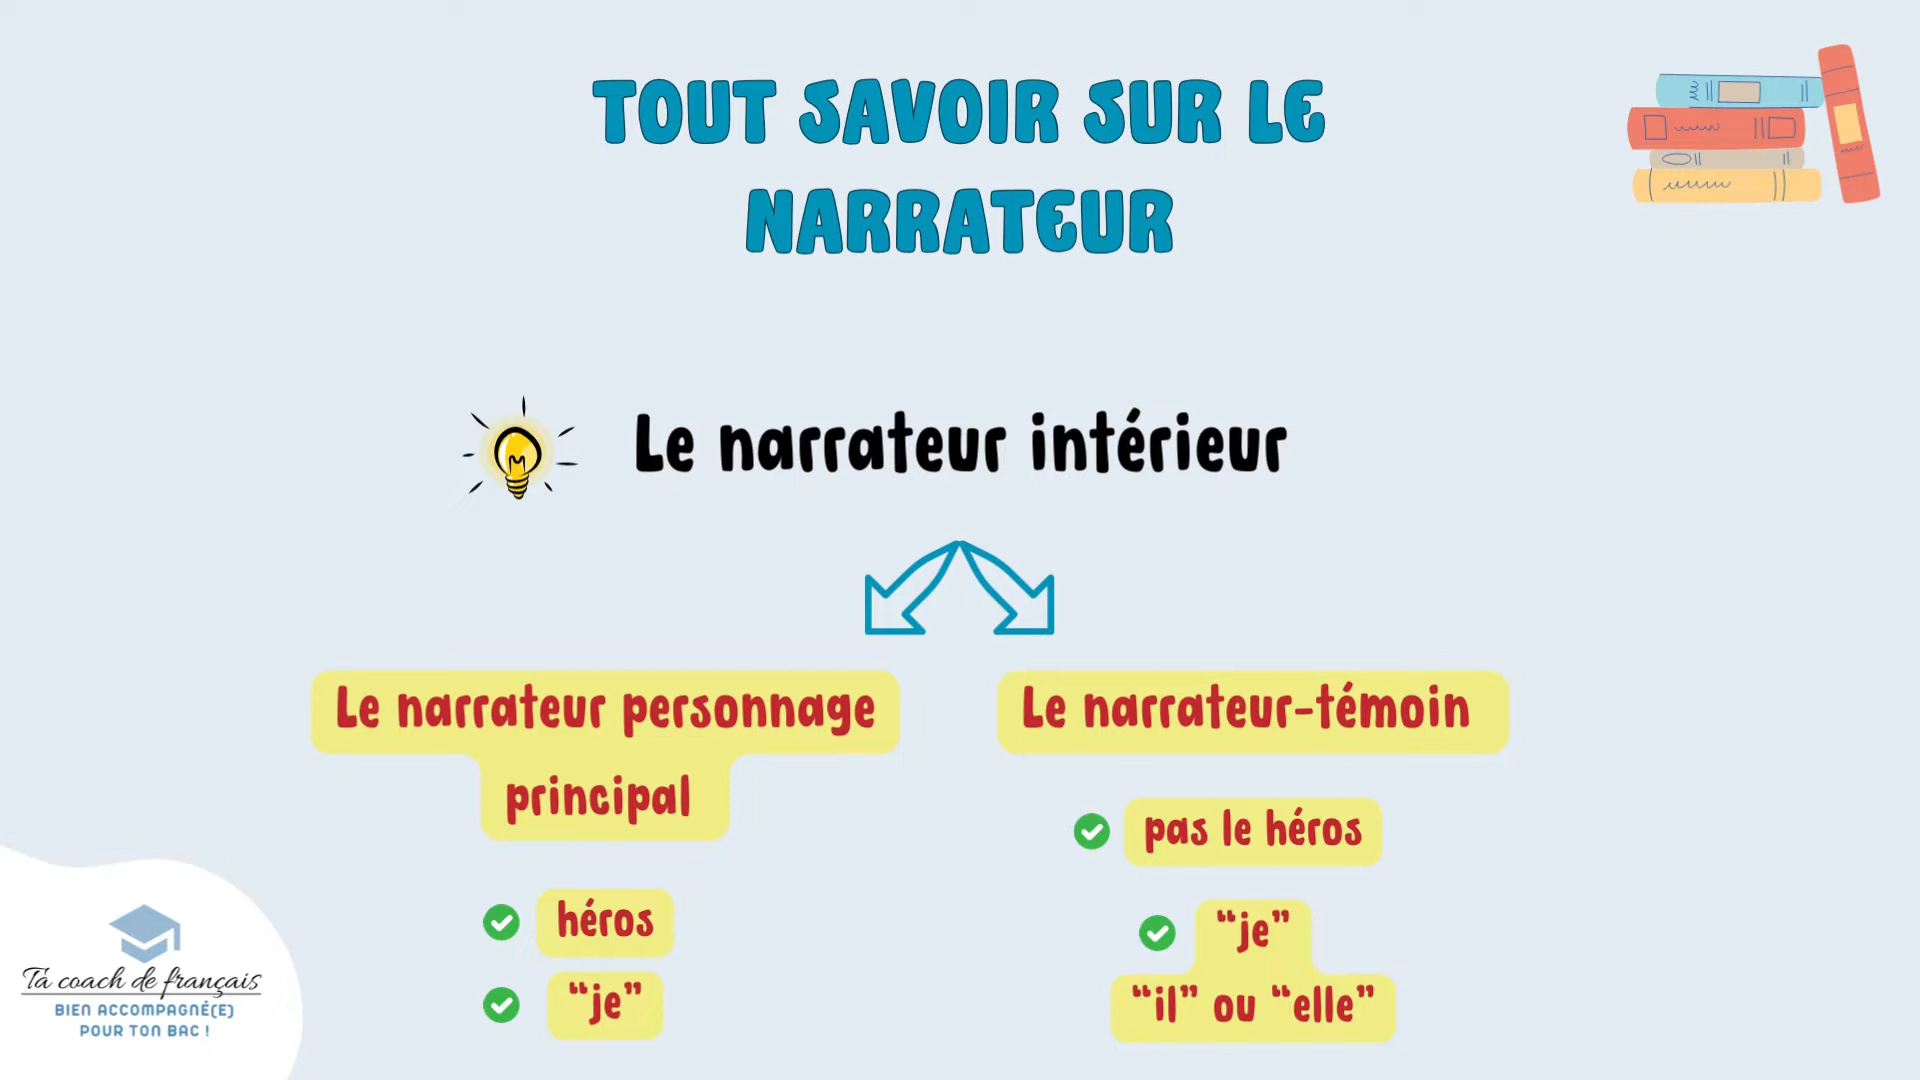 TOUT SAVOIR SUR LE
NARRATEUR
Le narrateur intérieur
Le narrateur personnage
principal
héros
“je”
Le narrateur-témoin
pas le héros
“je”
“il” ou “elle”
Ta coach de français
BIEN ACCOMPAGNÉ(E)
POUR TON BAC !